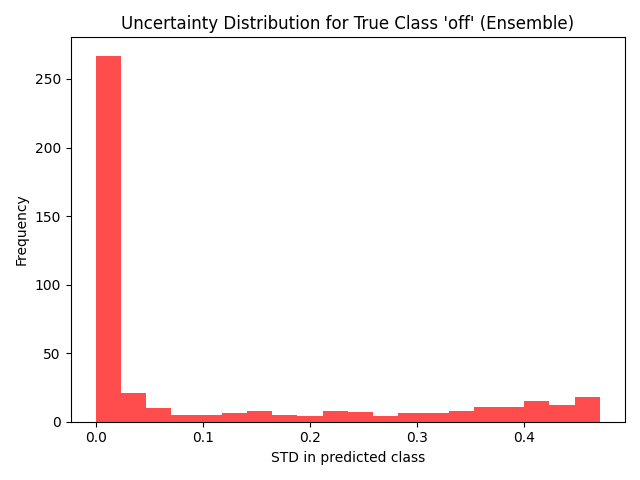 Uncertainty Distribution for True Class 'off' (Ensemble)
250
200
150
100
50
0
Frequency
0.0 0.1 0.2 0.3 0.4
STD in predicted class